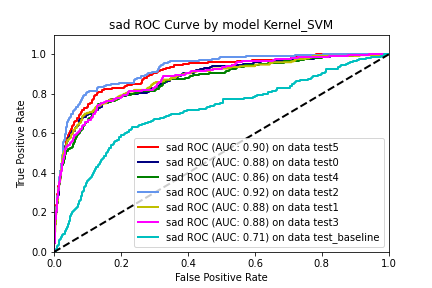 sad ROC Curve by model Kernel_SVM
True Positive Rate
1.0
0.8
0.6
0.4
0.2
0.0
sad ROC (AUC: 0.90) on data test5
sad ROC (AUC: 0.88) on data test0
sad ROC (AUC: 0.86) on data test4
sad ROC (AUC: 0.92) on data test2
sad ROC (AUC: 0.88) on data test1
sad ROC (AUC: 0.88) on data test3
sad ROC (AUC: 0.71) on data test_baseline
0.0 0.2 0.4 0.6 0.8 1.0
False Positive Rate